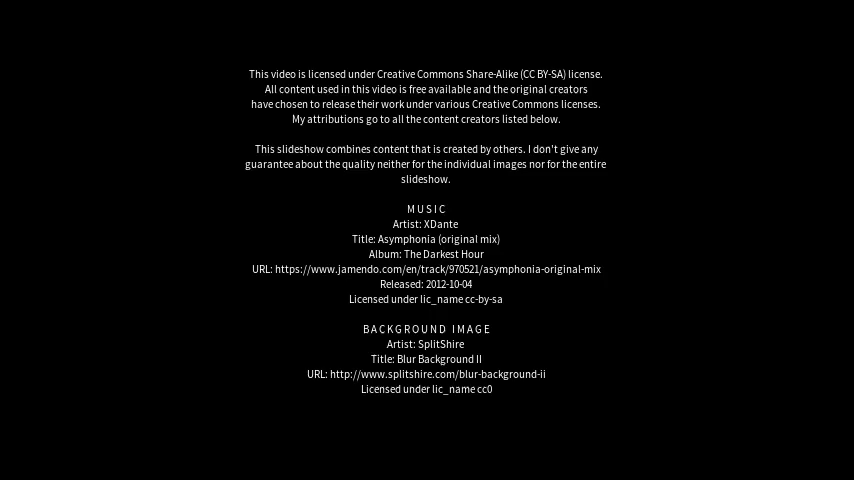 This video is licensed under Creative Commons Share-Alike (CC BY-SA) license.
All content used in this video is free available and the original creators
have chosen to release their work under various Creative Commons licenses.
My attributions go to all the content creators listed below.
This slideshow combines content that is created by others. I don't give any
guarantee about the quality neither for the individual images nor for the entire
slideshow.
MUSIC
Artist: XDante
Title: Asymphonia (original mix)
Album: The Darkest Hour
URL: https://www.jamendo.com/en/track/970521/asymphonia-original-mix
Released: 2012-10-04
Licensed under lic_name cc-by-sa
BACKGROUND IMAGE
Artist: SplitShire
Title: Blur Background II
URL: http://www.splitshire.com/blur-background-ii
Licensed under lic_name cc0